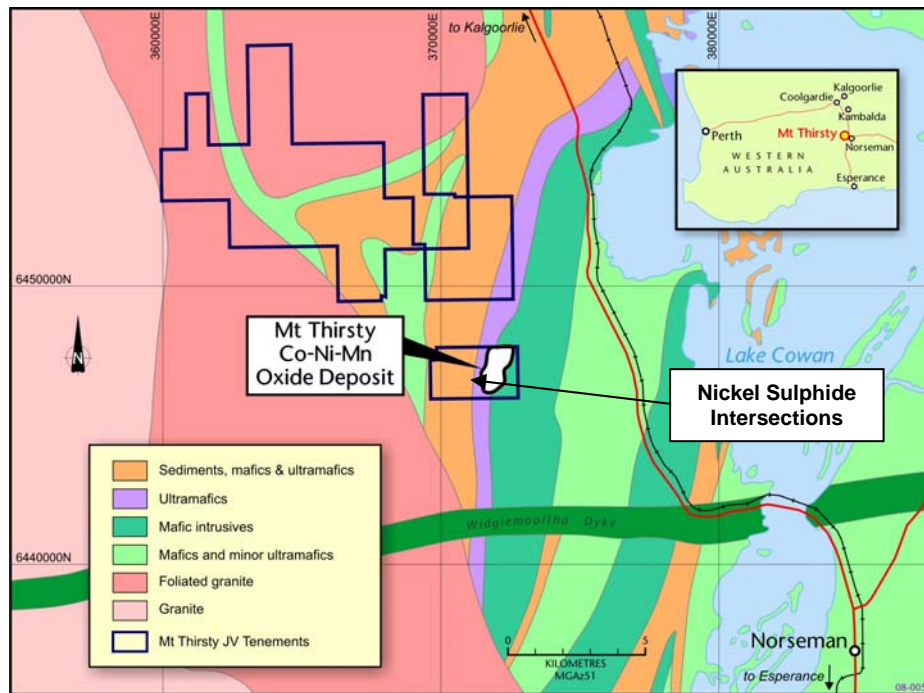 360000E
370000E
380000E
to Kalgoorlie
Kalgoorlie
Coolgardie
Kambalda
Mt Thirsty
Perth
Norseman
WESTERN
AUSTRALIA
Esperance
6450000N
N
Mt Thirsty
Co-Ni-Mn
Oxide Deposit
Lake Cowan
Nickel Sulphide
Intersections
Sediments, mafics & ultramafics
Ultramafics
Mafic intrusives
Mafics and minor ultramafics
Foliated granite
Granite
Mt Thirsty JV Tenements
Widgiemooltha Dyke
6440000N
0
5
KILOMETRES
MGAz51
Norseman
to Esperance